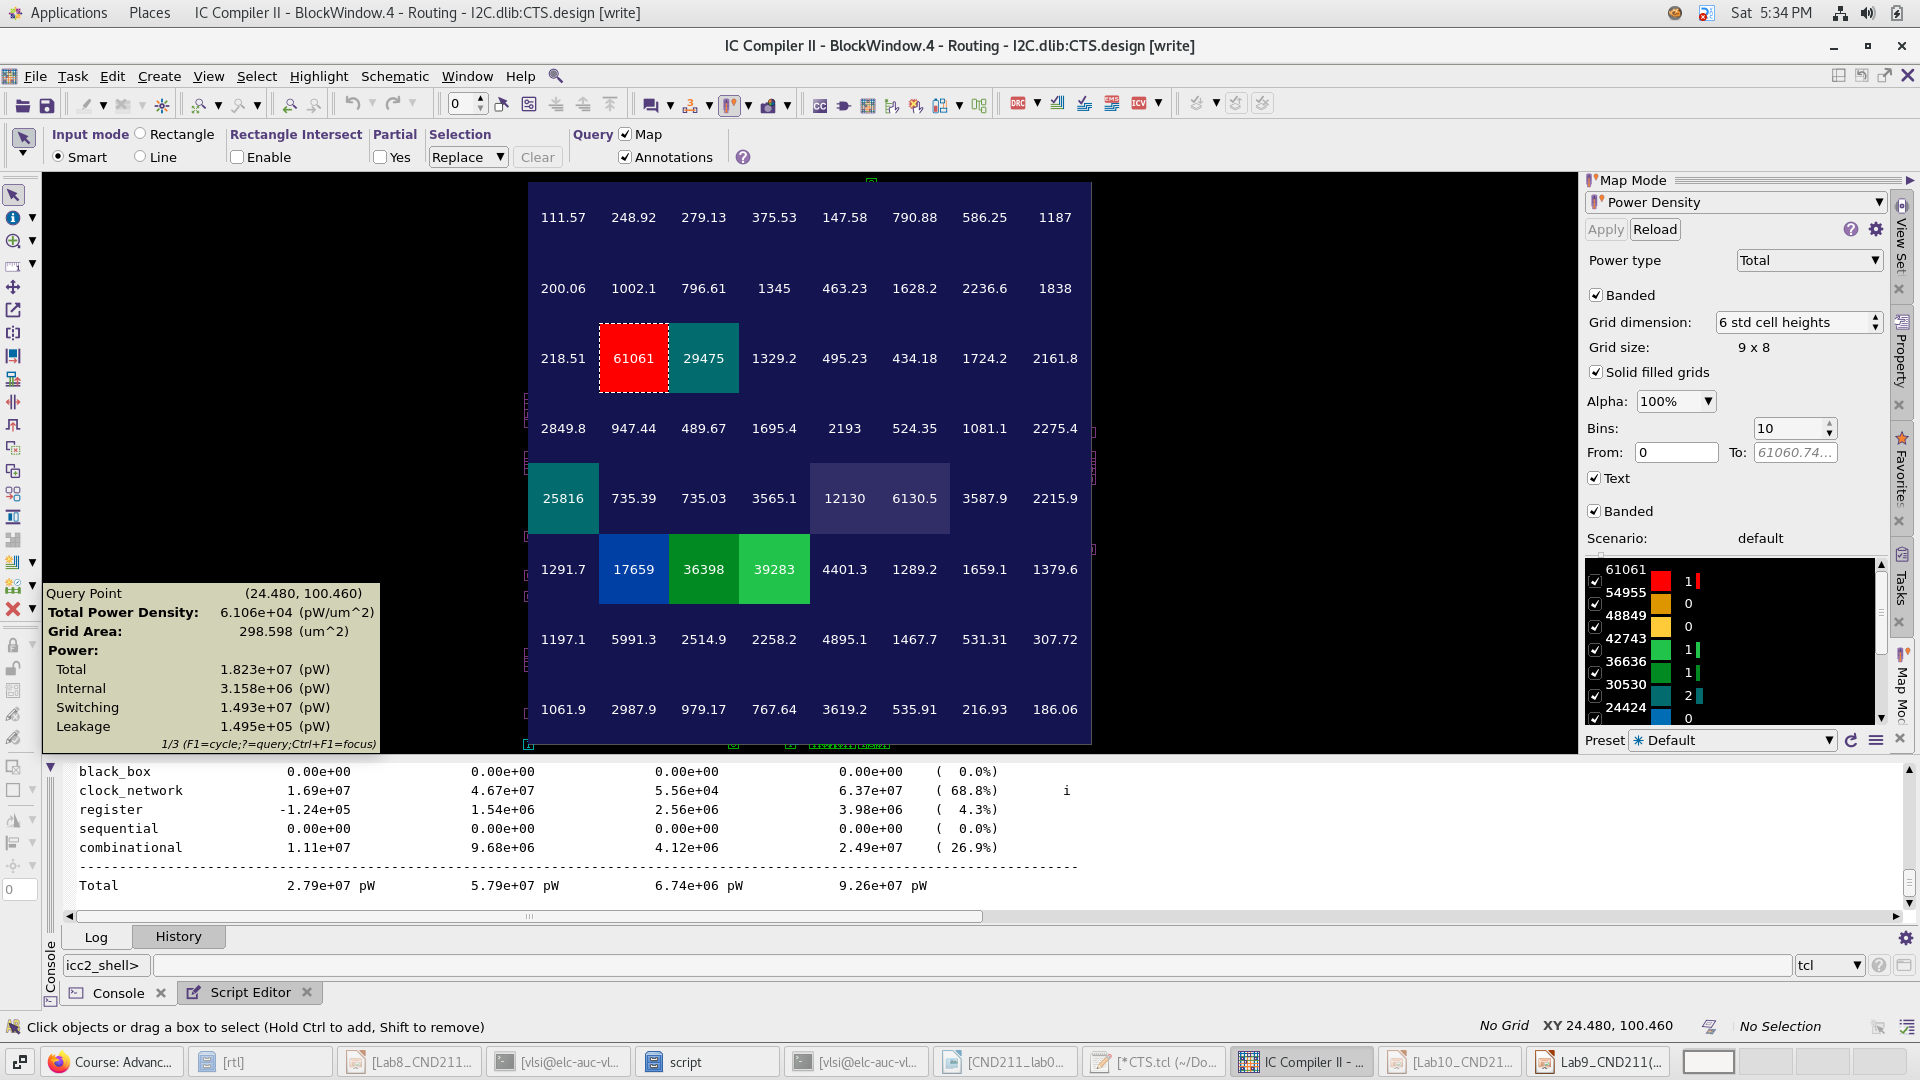 Applications Places IC Compiler II - BlockWindow.4 - Routing - I2C.dlib:CTS.design [write] Sat 5:34 PM
IC Compiler II - BlockWindow.4 - Routing - I2C.dlib:CTS.design [write]
File Task Edit Create View Select Highlight Schematic Window Help
0 DRC ICV
Input mode Rectangle Rectangle Intersect Partial Selection Query Map
Smart Line Enable Yes Replace Clear Annotations
Map Mode
Power Density
Apply Reload
Power type Total
Banded
Grid dimension: 6 std cell heights
Grid size: 9 x 8
Solid filled grids
Alpha: 100%
Bins: 10
From: 0 To: 61060.74...
Text
Banded
Scenario: default
61061
1
54955
0
48849
0
42743
1
36636
1
30530
2
24424
0
Preset Default
View Set
Property
Favorites
Tasks
111.57 248.92 279.13 375.53 147.58 790.88 586.25 1187
200.06 1002.1 796.61 1345 463.23 1628.2 2236.6 1838
218.51 61061 29475 1329.2 495.23 434.18 1724.2 2161.8
2849.8 947.44 489.67 1695.4 2193 524.35 1081.1 2275.4
25816 735.39 735.03 3565.1 12130 6130.5 3587.9 2215.9
1291.7 17659 36398 39283 4401.3 1289.2 1659.1 1379.6
1197.1 5991.3 2514.9 2258.2 4895.1 1467.7 531.31 307.72
1061.9 2987.9 979.17 767.64 3619.2 535.91 216.93 186.06
Query Point (24.480, 100.460)
Total Power Density: 6.106e+04 (pW/um^2)
Grid Area: 298.598 (um^2)
Power:
Total 1.823e+07 (pW)
Internal 3.158e+06 (pW)
Switching 1.493e+07 (pW)
Leakage 1.495e+05 (pW)
1/3 (F1=cycle;?=query;Ctrl+F1=focus)
0
black_box 0.00e+00 0.00e+00 0.00e+00 0.00e+00 ( 0.0%)
clock_network 1.69e+07 4.67e+07 5.56e+04 6.37e+07 ( 68.8%) i
register -1.24e+05 1.54e+06 2.56e+06 3.98e+06 ( 4.3%)
sequential 0.00e+00 0.00e+00 0.00e+00 0.00e+00 ( 0.0%)
combinational 1.11e+07 9.68e+06 4.12e+06 2.49e+07 ( 26.9%)
--------------------------------------------------------------------------------
Total 2.79e+07 pW 5.79e+07 pW 6.74e+06 pW 9.26e+07 pW
Log History
Console
icc2_shell> tcl
Console Script Editor
Click objects or drag a box to select (Hold Ctrl to add, Shift to remove) No Grid XY 24.480, 100.460 No Selection
Course: Advanc... [rtl] [Lab8_CND211... [vlsi@elc-auc-vl... script [vlsi@elc-auc-vl... [CND211_lab0... [*CTS.tcl (~/Do... IC Compiler II - ... [Lab10_CND21... Lab9_CND211(...